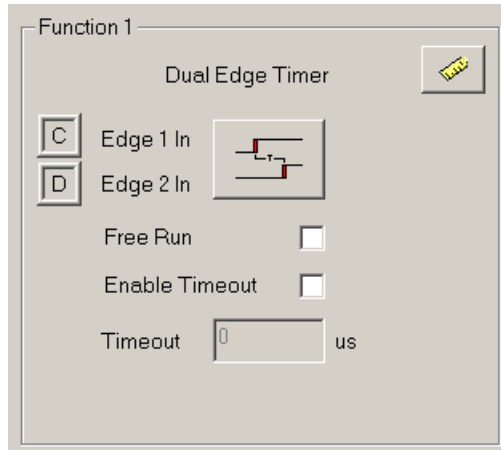 Function 1
Dual Edge Timer
C Edge 1 In
T
D Edge 2 In
Free Run
Enable Timeout
Timeout 0 us